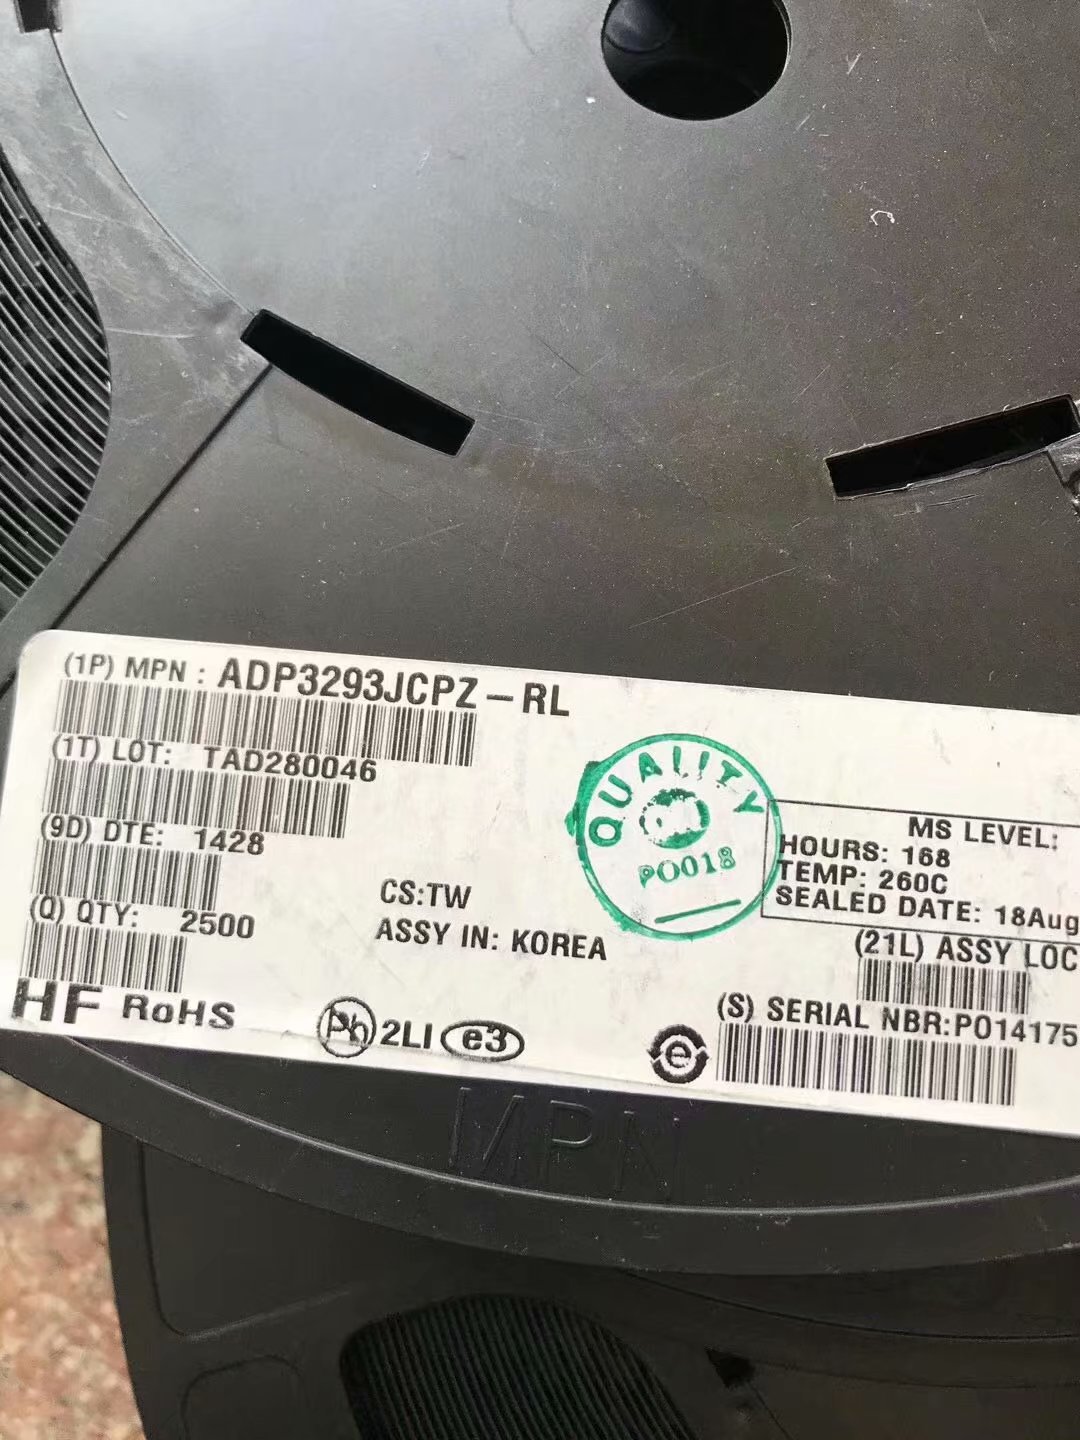 (1P) MPN : ADP3293JCPZ-RL
(1T) LOT: TAD280046
(9D) DTE: 1428
(Q) QTY: 2500
CS:TW
ASSY IN: KOREA
HF RoHS
Pb 2LI e3
QUALITY
PO018
MS LEVEL:
HOURS: 168
TEMP: 260C
SEALED DATE: 18Aug
(21L) ASSY LOC
(S) SERIAL NBR:PO14175
e
MPN